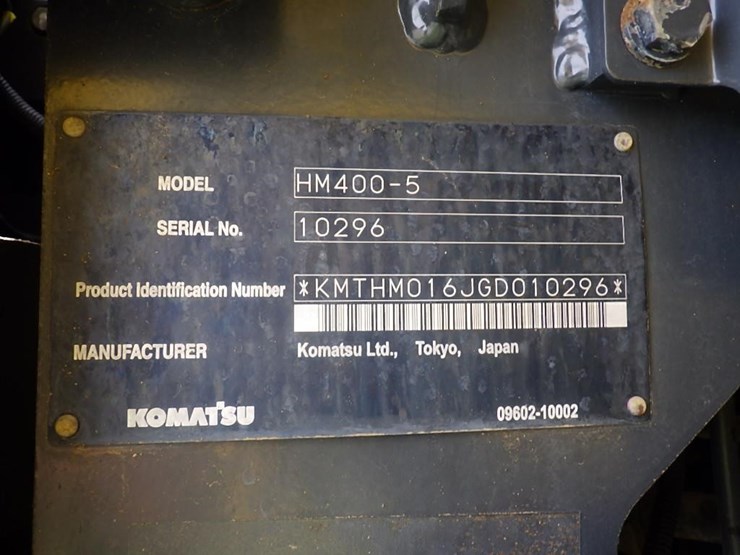 MODEL HM400-5
SERIAL No. 10296
Product Identification Number *KMTHM016JGD010296*
MANUFACTURER Komatsu Ltd., Tokyo, Japan
KOMATSU 09602-10002